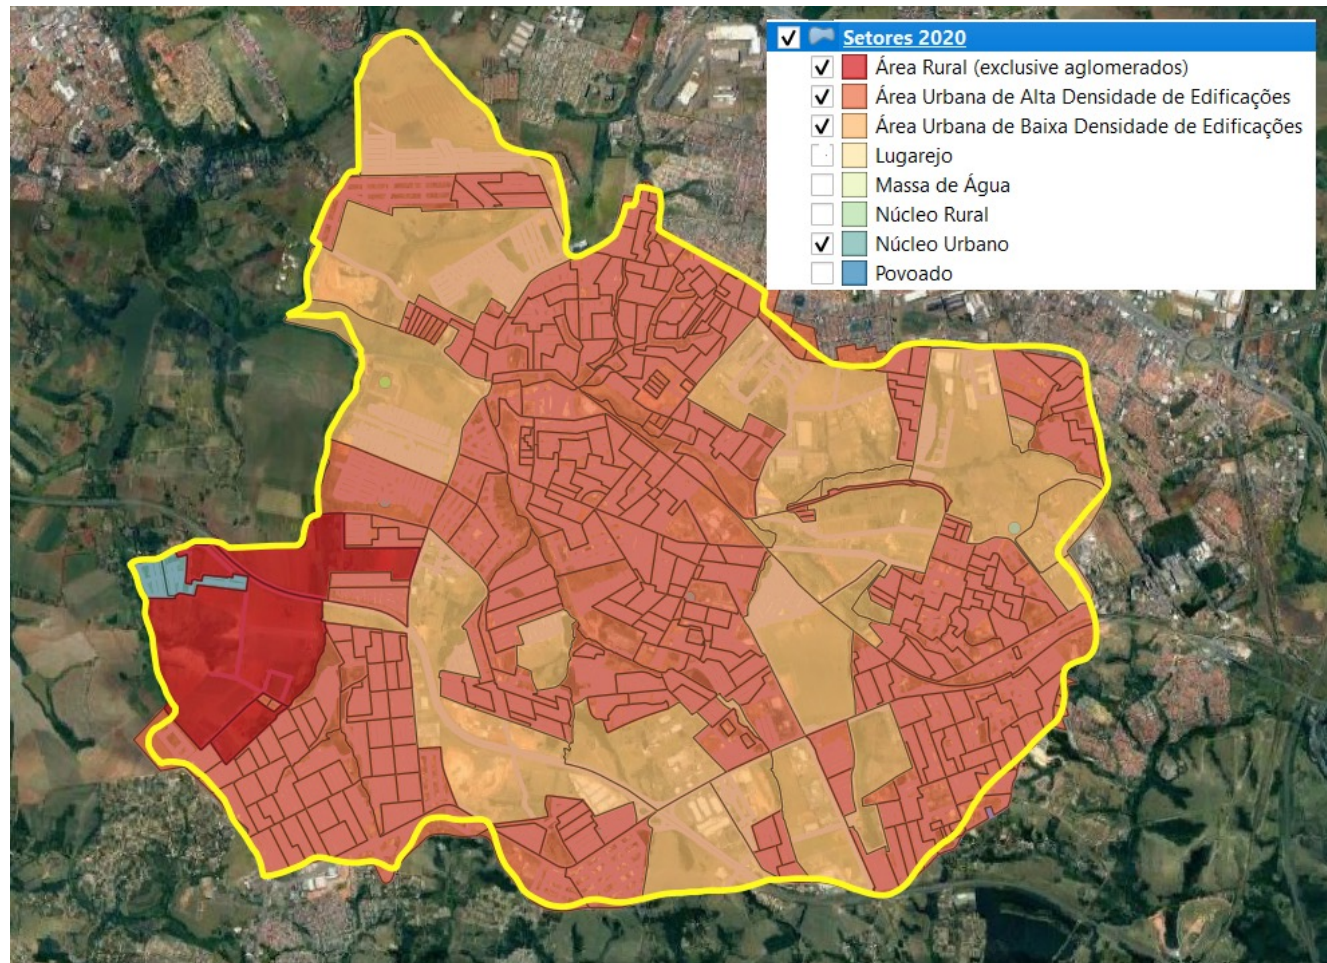 Setores 2020
Área Rural (exclusive aglomerados)
Área Urbana de Alta Densidade de Edificações
Área Urbana de Baixa Densidade de Edificações
Lugarejo
Massa de Água
Núcleo Rural
Núcleo Urbano
Povoado